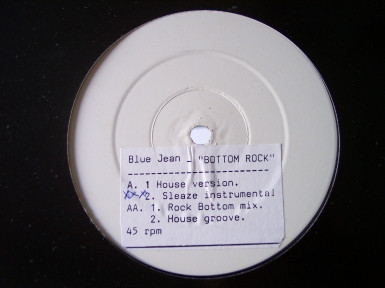 Blue Jean - "BOTTOM ROCK"
------------------------
A. 1 House version.
2. Sleaze instrumental
AA. 1. Rock Bottom mix.
2. House groove.
45 rpm